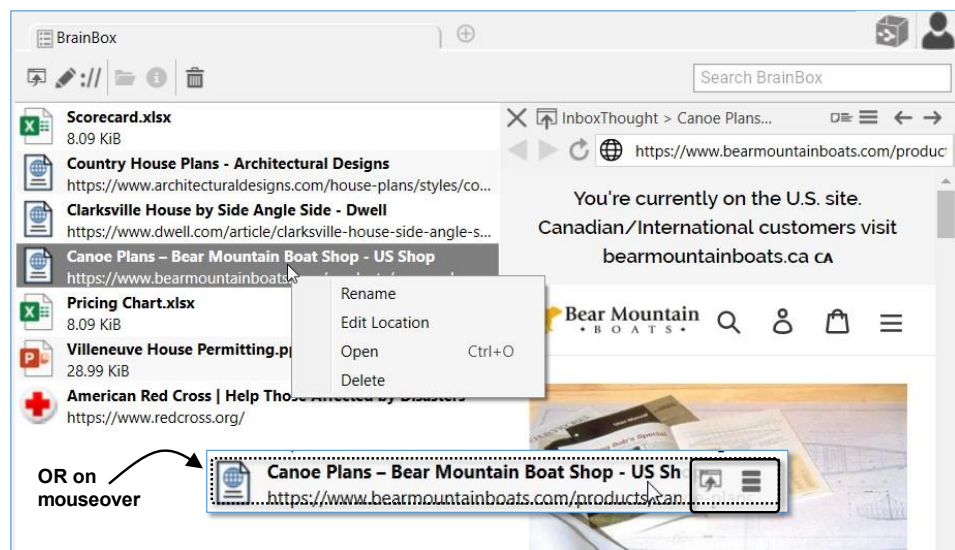 BrainBox
://
Search BrainBox
Scorecard.xlsx
8.09 KiB
Country House Plans - Architectural Designs
https://www.architecturaldesigns.com/house-plans/styles/co...
Clarksville House by Side Angle Side - Dwell
https://www.dwell.com/article/clarksville-house-side-angle-s...
Canoe Plans – Bear Mountain Boat Shop - US Shop
https://www.bearmountainboats
Pricing Chart.xlsx
8.09 KiB
Villeneuve House Permitting.p
28.99 KiB
American Red Cross | Help Those Affected by Disasters
https://www.redcross.org/
Rename
Edit Location
Open Ctrl+O
Delete
InboxThought > Canoe Plans...
https://www.bearmountainboats.com/produc
You're currently on the U.S. site.
Canadian/International customers visit
bearmountainboats.ca CA
Bear Mountain
• BOATS •
OR on
mouseover
Canoe Plans – Bear Mountain Boat Shop - US Sh
https://www.bearmountainboats.com/products/can